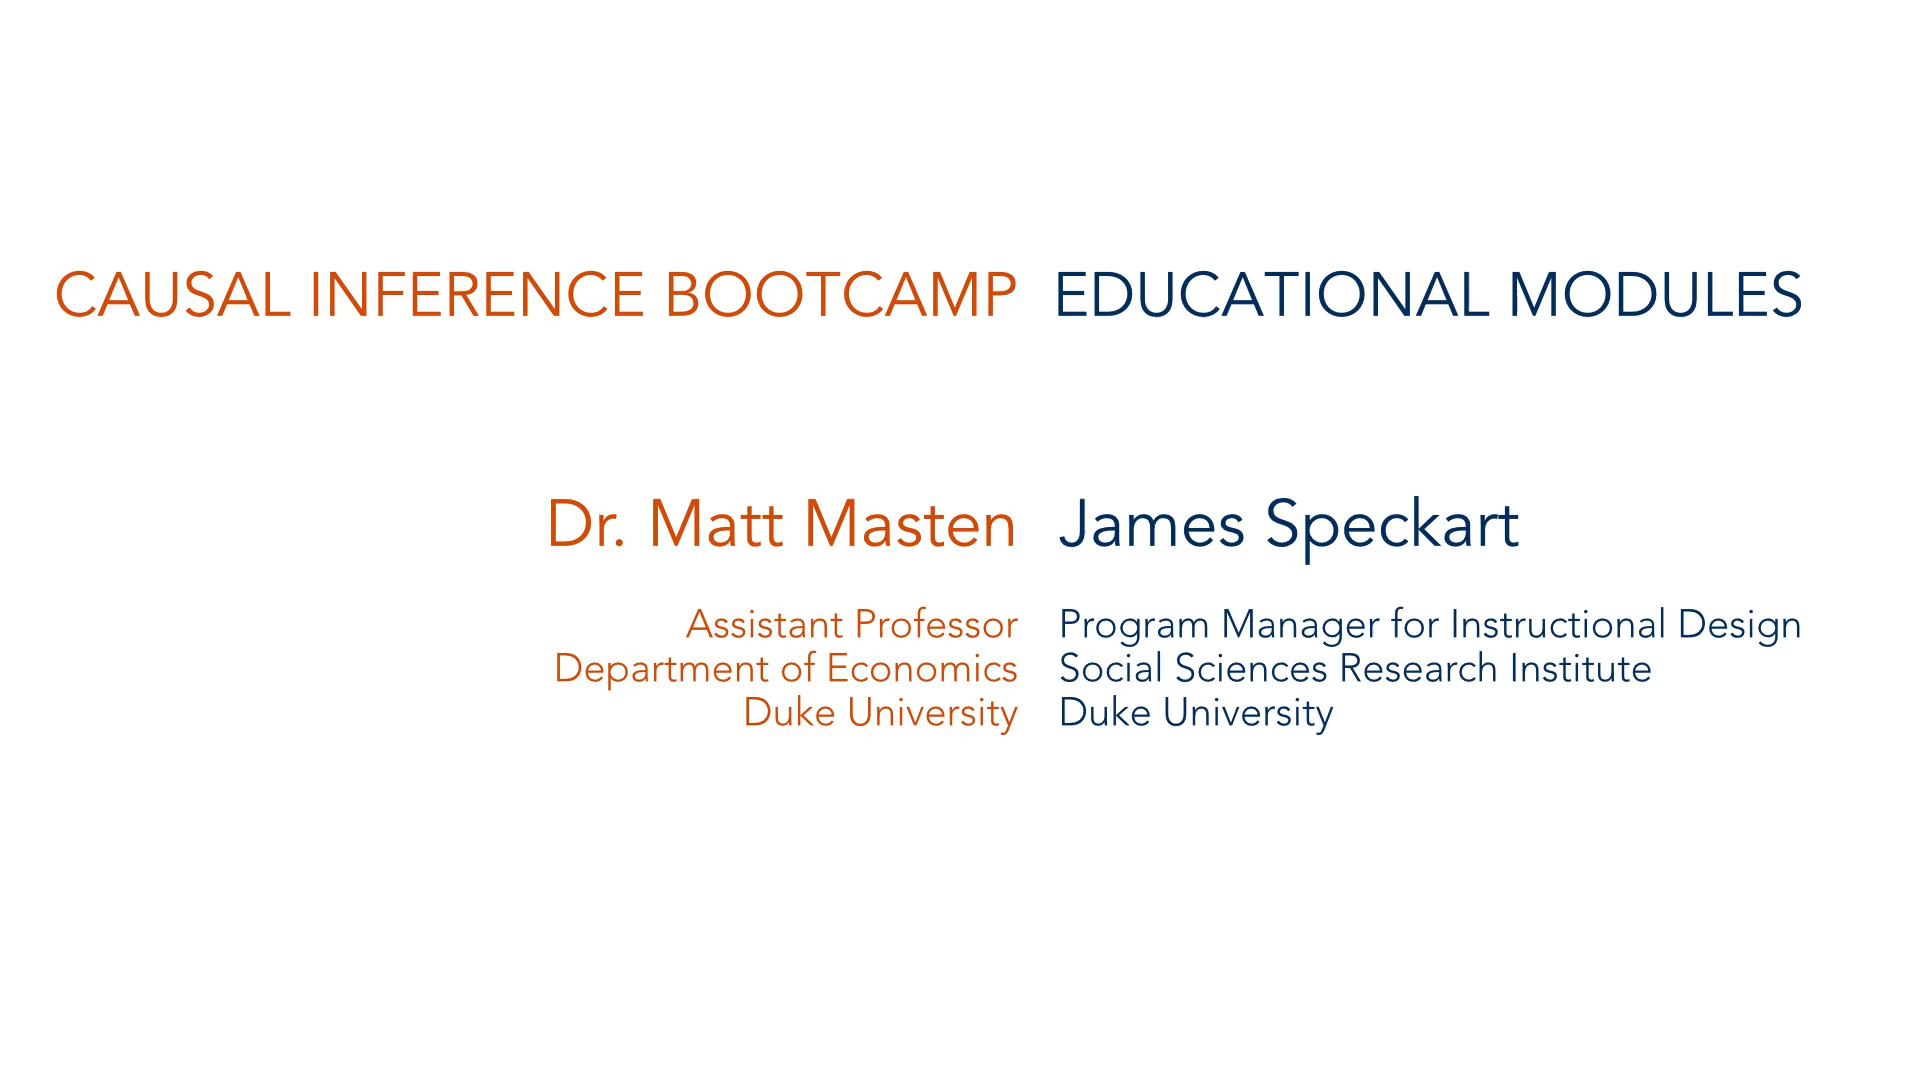 CAUSAL INFERENCE BOOTCAMP EDUCATIONAL MODULES
Dr. Matt Masten
Assistant Professor
Department of Economics
Duke University
James Speckart
Program Manager for Instructional Design
Social Sciences Research Institute
Duke University